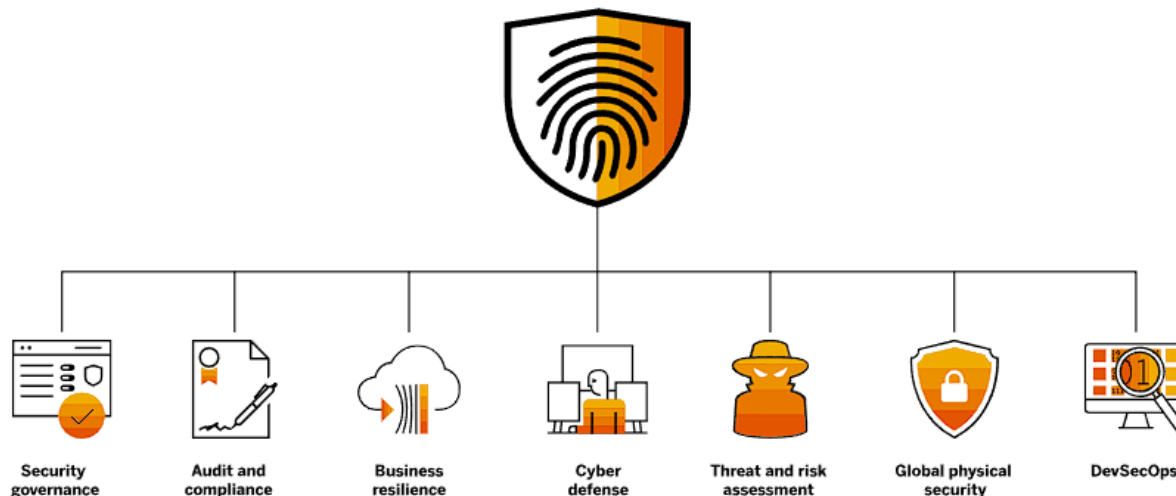 Security
governance
Audit and
compliance
Business
resilience
Cyber
defense
Threat and risk
assessment
Global physical
security
DevSecOps